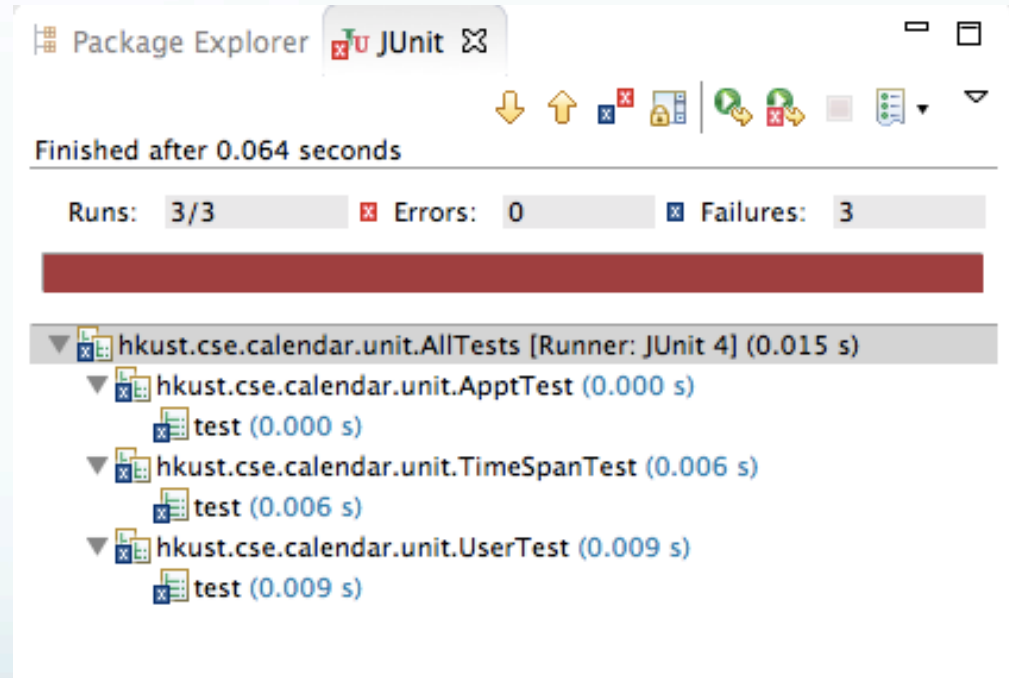 Package Explorer JUnit
Finished after 0.064 seconds
Runs: 3/3 Errors: 0 Failures: 3
hkust.cse.calendar.unit.AllTests [Runner: JUnit 4] (0.015 s)
hkust.cse.calendar.unit.ApptTest (0.000 s)
test (0.000 s)
hkust.cse.calendar.unit.TimeSpanTest (0.006 s)
test (0.006 s)
hkust.cse.calendar.unit.UserTest (0.009 s)
test (0.009 s)